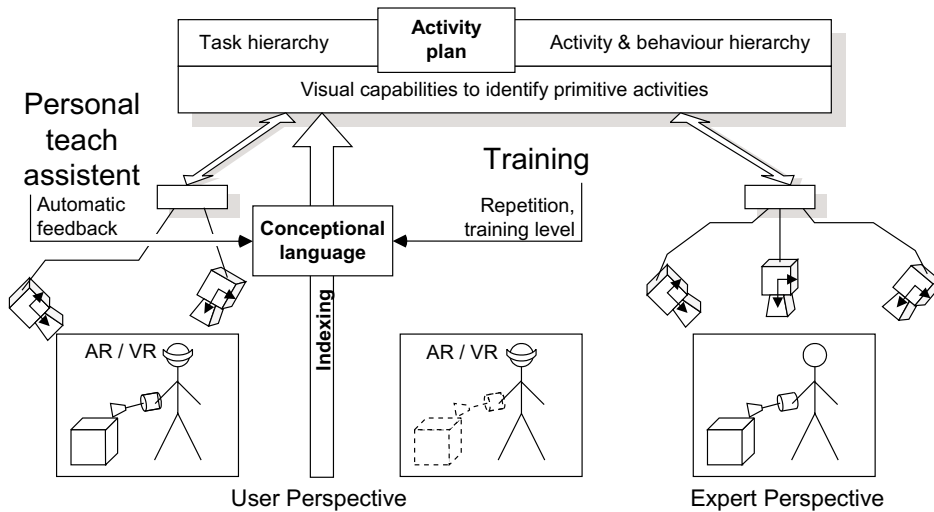 Task hierarchy
Activity
plan
Activity & behaviour hierarchy
Visual capabilities to identify primitive activities
Personal
teach
assistent
Automatic
feedback
Training
Repetition,
training level
Conceptional
language
Indexing
AR / VR
AR / VR
User Perspective
Expert Perspective